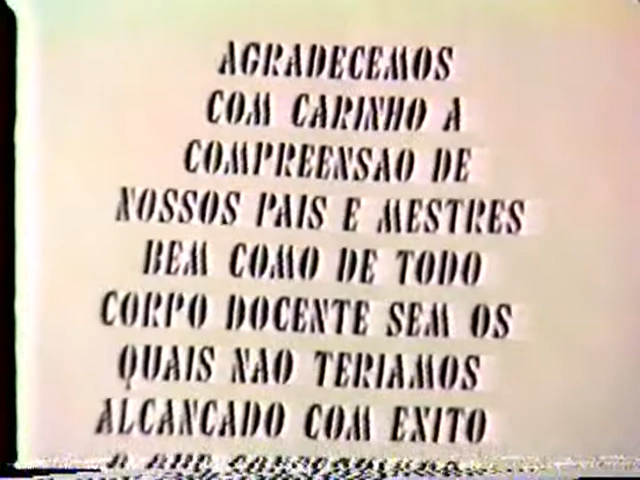 AGRADECEMOS
COM CARINHO A
COMPREENSAO DE
NOSSOS PAIS E MESTRES
BEM COMO DE TODO
CORPO DOCENTE SEM OS
QUAIS NAO TERIAMOS
ALCANCADO COM EXITO
O QUE